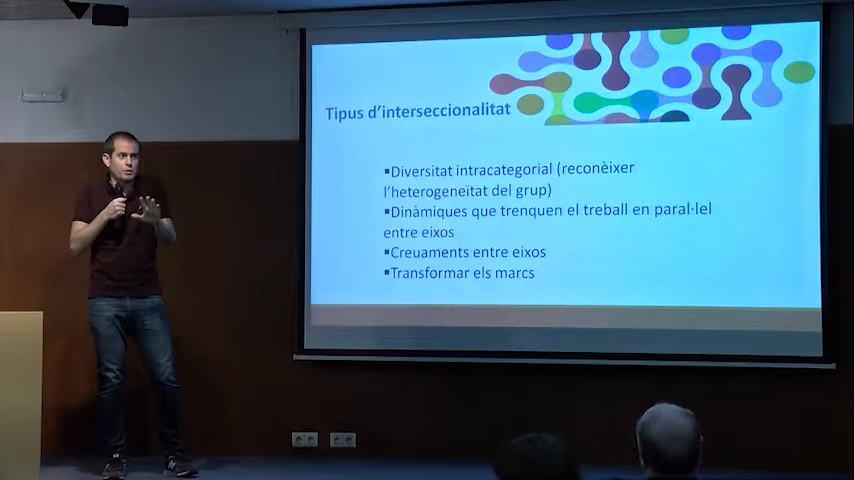 Tipus d'interseccionalitat
▪Diversitat intracategorial (reconèixer
l'heterogeneïtat del grup)
▪Dinàmiques que trenquen el treball en paral·lel
entre eixos
▪Creuaments entre eixos
▪Transformar els marcs